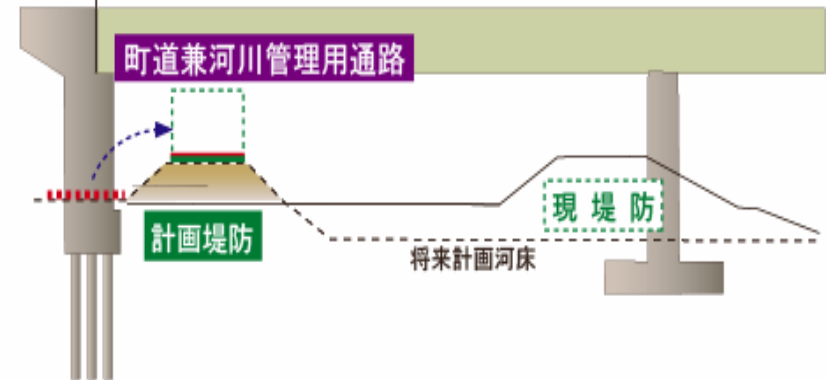 町道兼河川管理用通路
現堤防
計画堤防
将来計画河床